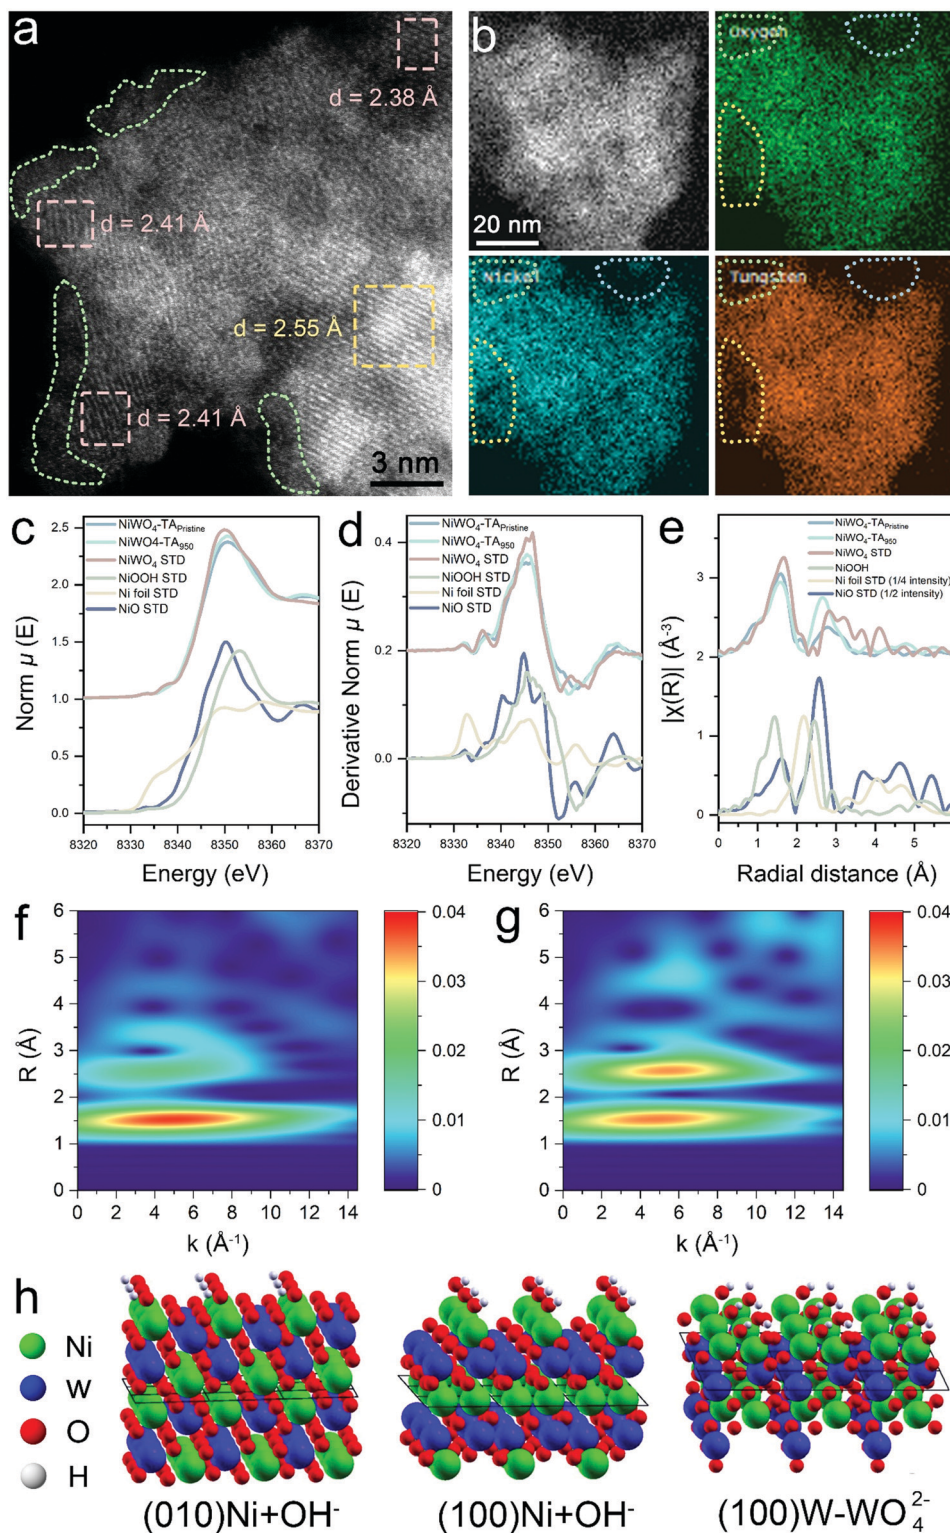 a
d = 2.38 Å
d = 2.41 Å
d = 2.55 Å
d = 2.41 Å
3 nm
b
20 nm
Oxygen
Nickel
Tungsten
c
NiWO₄-TA_Pristine
NiWO4-TA₉₅₀
NiWO₄ STD
NiOOH STD
Ni foil STD
NiO STD
2.5
2.0
1.5
1.0
0.5
0.0
Norm μ (E)
8320 8330 8340 8350 8360 8370
Energy (eV)
d
NiWO₄-TA_Pristine
NiWO₄-TA₉₅₀
NiWO₄ STD
NiOOH STD
Ni foil STD
NiO STD
0.4
0.2
0.0
Derivative Norm μ (E)
8320 8330 8340 8350 8360 8370
Energy (eV)
e
NiWO₄-TA_Pristine
NiWO₄-TA₉₅₀
NiWO₄ STD
NiOOH
Ni foil STD (1/4 intensity)
NiO STD (1/2 intensity)
3
2
1
0
|χ(R)| (Å⁻³)
0 1 2 3 4 5
Radial distance (Å)
f
6
5
4
3
2
1
0
R (Å)
0 2 4 6 8 10 12 14
k (Å⁻¹)
0.04
0.03
0.02
0.01
0
g
6
5
4
3
2
1
0
R (Å)
0 2 4 6 8 10 12 14
k (Å⁻¹)
0.04
0.03
0.02
0.01
0
h
Ni
W
O
H
(010)Ni+OH⁻
(100)Ni+OH⁻
(100)W-WO₄²⁻